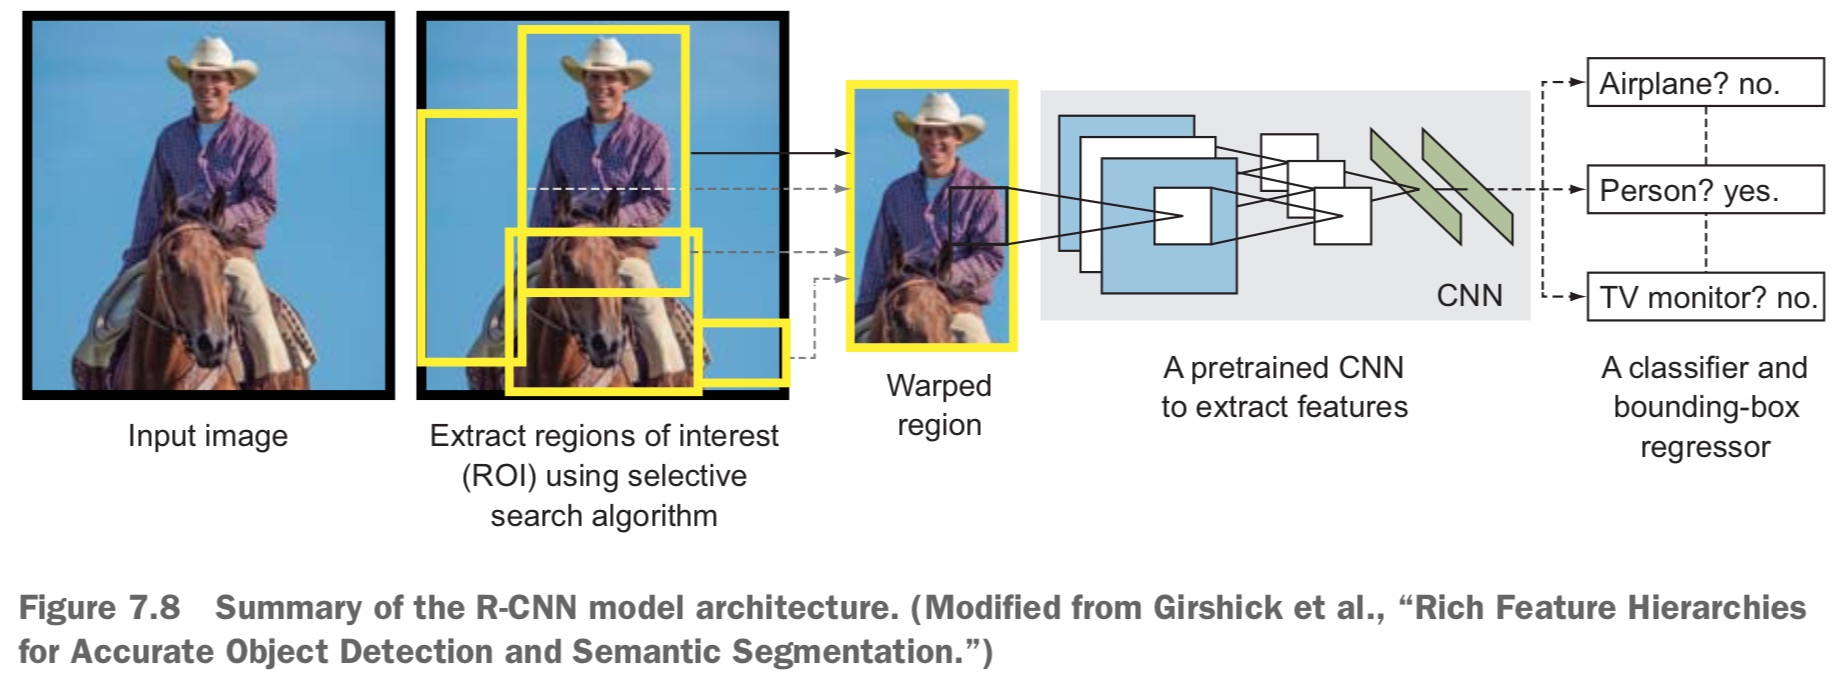 Input image
Extract regions of interest
(ROI) using selective
search algorithm
Warped
region
CNN
A pretrained CNN
to extract features
Airplane? no.
Person? yes.
TV monitor? no.
A classifier and
bounding-box
regressor
Figure 7.8 Summary of the R-CNN model architecture. (Modified from Girshick et al., “Rich Feature Hierarchies
for Accurate Object Detection and Semantic Segmentation.”)